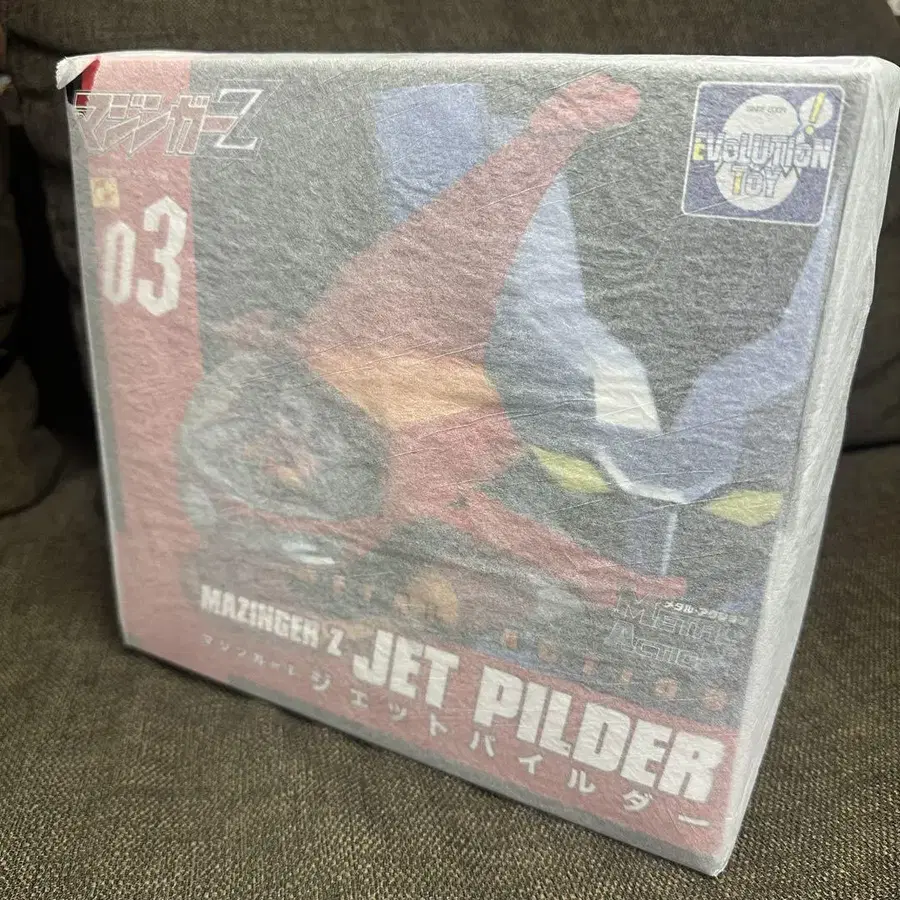 マジンガーZ
EVOLUTION
TOY
03
メタル・アクション
METAL
ACTION
MAZINGER Z JET PILDER
マジンガーZ ジェットパイルダー